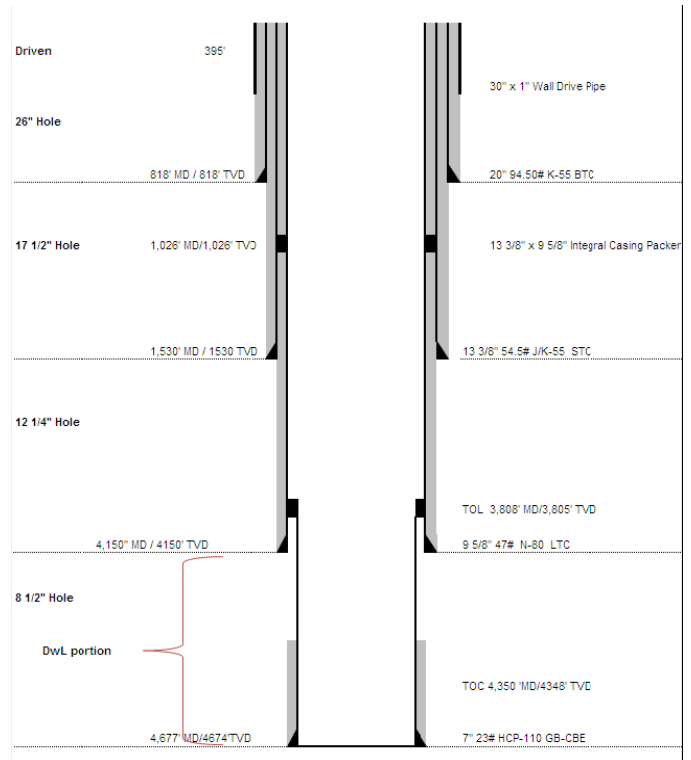 Driven 395'
30" x 1" Wall Drive Pipe
26" Hole
818' MD / 818' TVD 20" 94.50# K-55 BTC
17 1/2" Hole 1,026' MD/1,026' TVD 13 3/8" x 9 5/8" Integral Casing Packer
1,530' MD / 1530 TVD 13 3/8" 54.5# J/K-55 STC
12 1/4" Hole
TOL 3,808' MD/3,805' TVD
4,150" MD / 4150' TVD 9 5/8" 47# N-80 LTC
8 1/2" Hole
DwL portion
TOC 4,350 'MD/4348' TVD
4,677' MD/4674'TVD 7" 23# HCP-110 GB-CBE